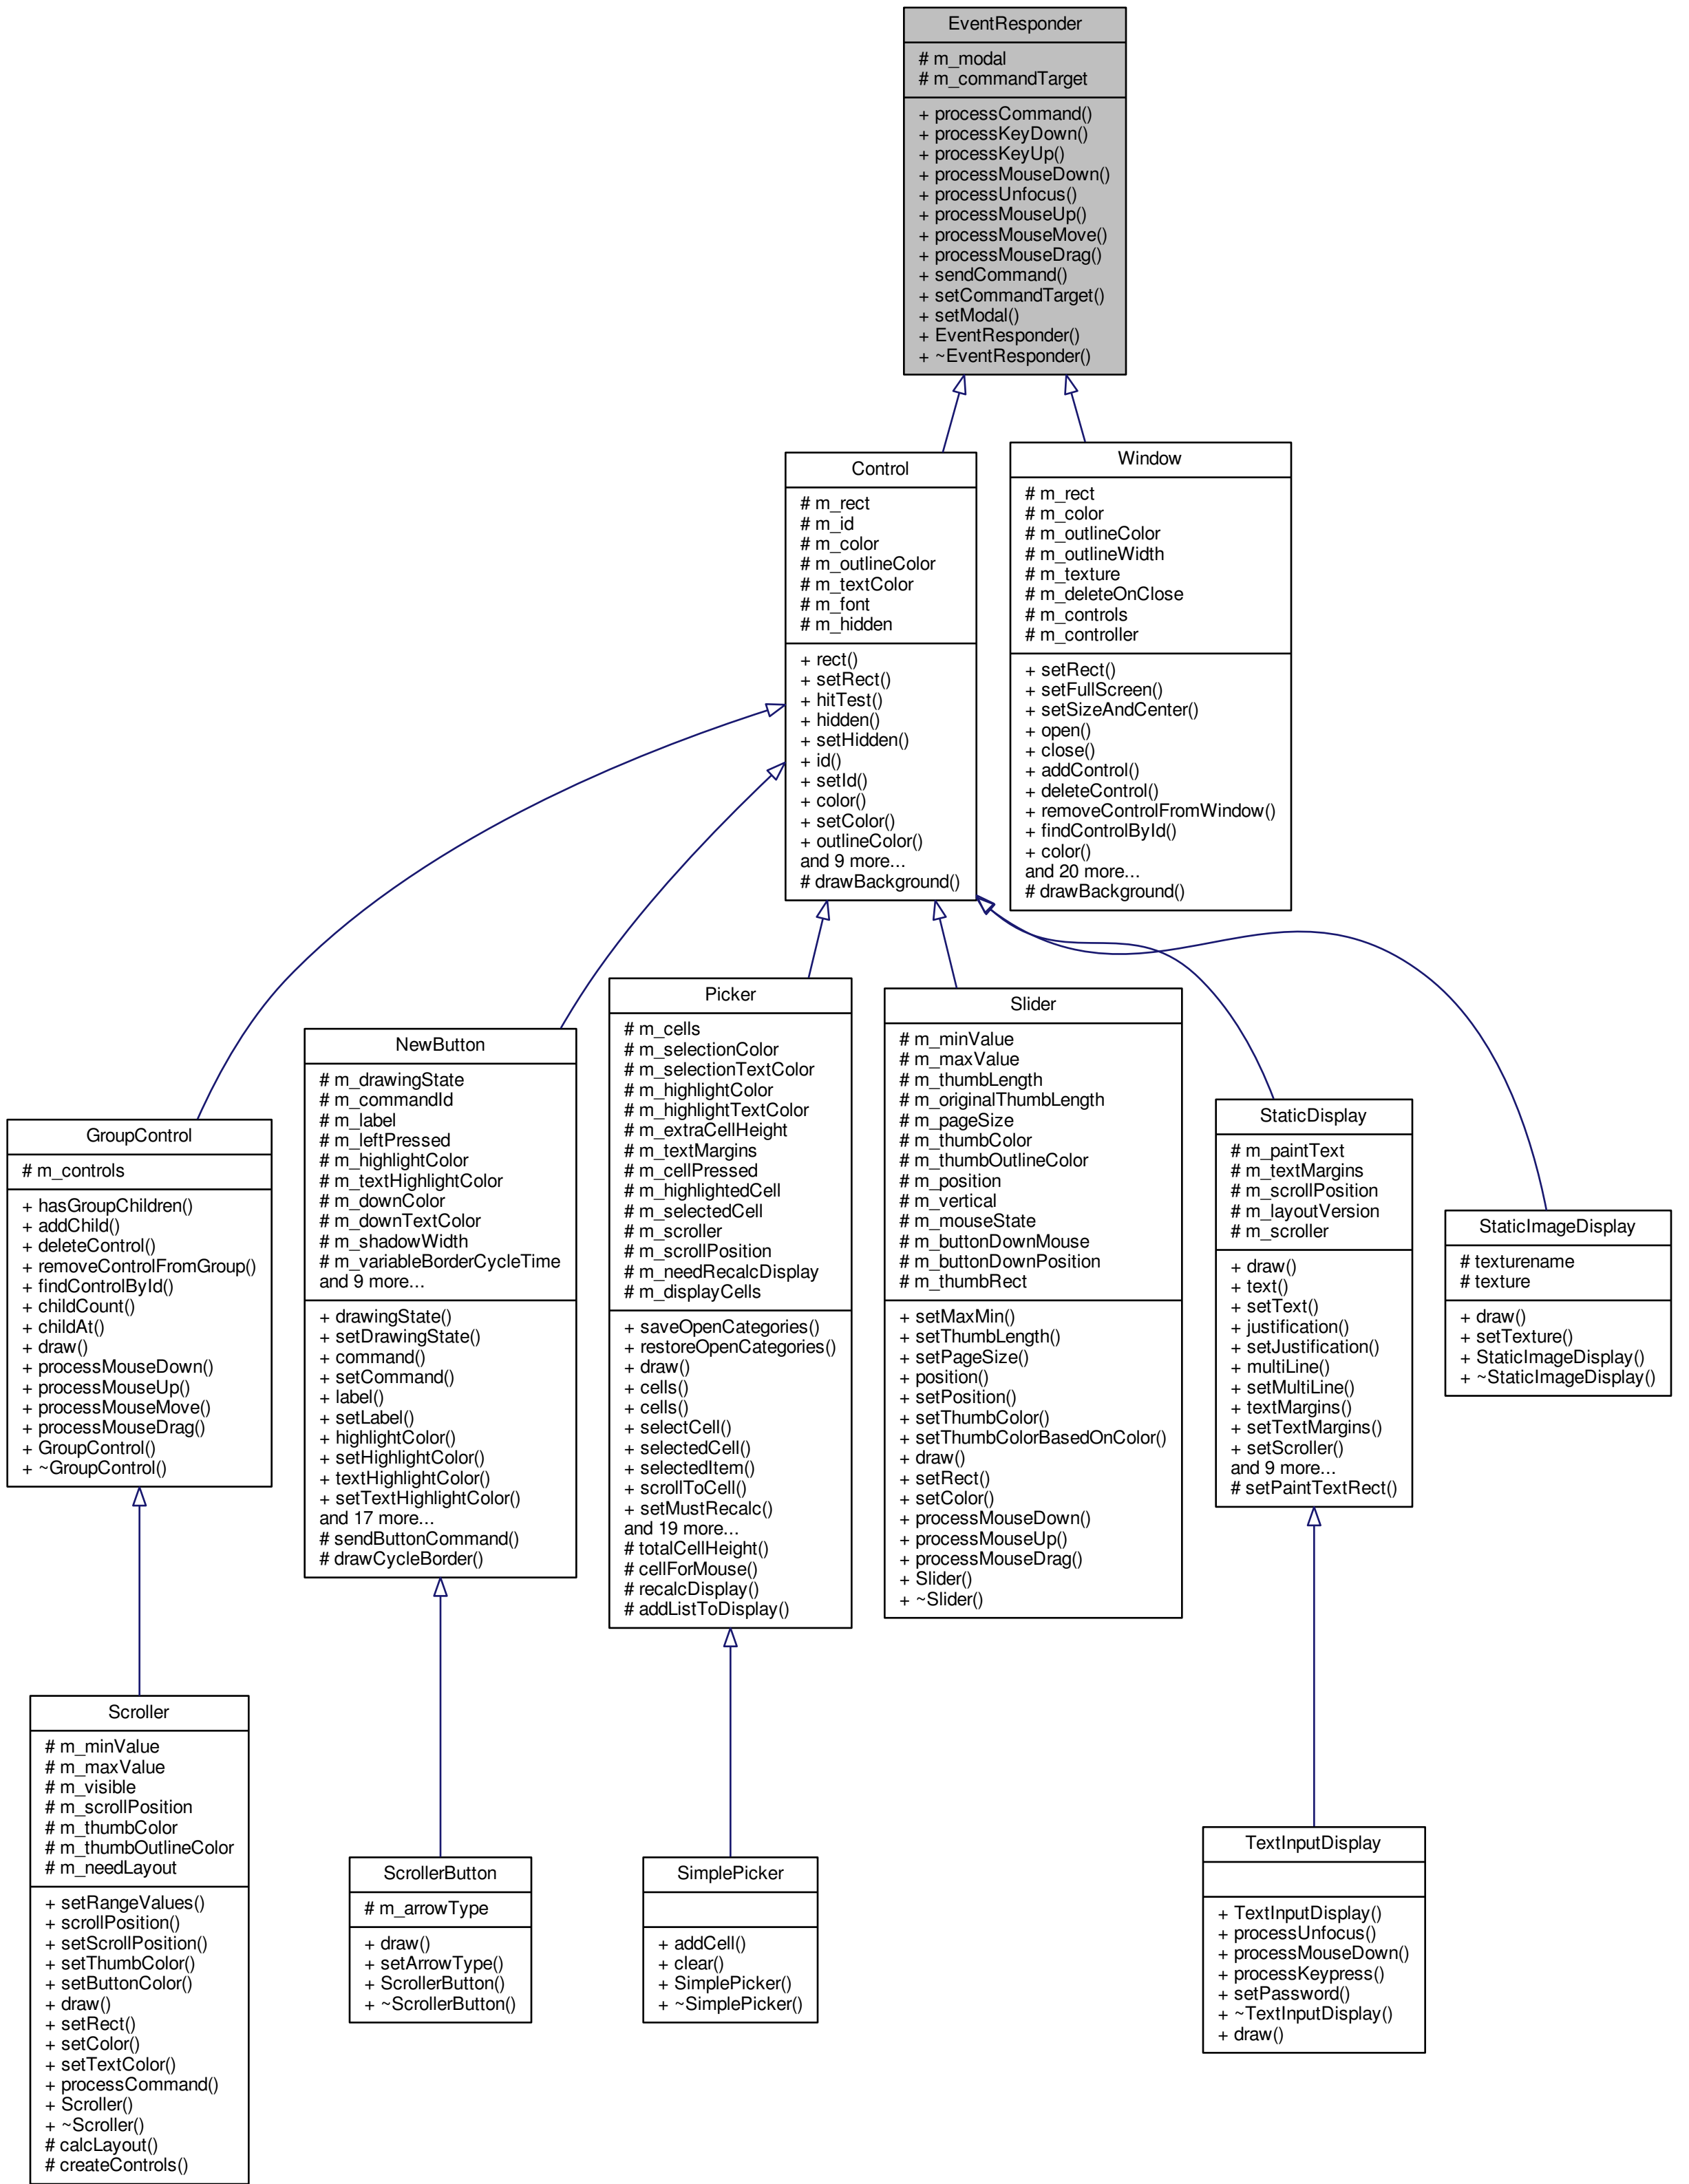 EventResponder
# m_modal
# m_commandTarget
+ processCommand()
+ processKeyDown()
+ processKeyUp()
+ processMouseDown()
+ processUnfocus()
+ processMouseUp()
+ processMouseMove()
+ processMouseDrag()
+ sendCommand()
+ setCommandTarget()
+ setModal()
+ EventResponder()
+ ~EventResponder()
Control
# m_rect
# m_id
# m_color
# m_outlineColor
# m_textColor
# m_font
# m_hidden
+ rect()
+ setRect()
+ hitTest()
+ hidden()
+ setHidden()
+ id()
+ setId()
+ color()
+ setColor()
+ outlineColor()
and 9 more...
# drawBackground()
Window
# m_rect
# m_color
# m_outlineColor
# m_outlineWidth
# m_texture
# m_deleteOnClose
# m_controls
# m_controller
+ setRect()
+ setFullScreen()
+ setSizeAndCenter()
+ open()
+ close()
+ addControl()
+ deleteControl()
+ removeControlFromWindow()
+ findControlById()
+ color()
and 20 more...
# drawBackground()
GroupControl
# m_controls
+ hasGroupChildren()
+ addChild()
+ deleteControl()
+ removeControlFromGroup()
+ findControlById()
+ childCount()
+ childAt()
+ draw()
+ processMouseDown()
+ processMouseUp()
+ processMouseMove()
+ processMouseDrag()
+ GroupControl()
+ ~GroupControl()
NewButton
# m_drawingState
# m_commandId
# m_label
# m_leftPressed
# m_highlightColor
# m_textHighlightColor
# m_downColor
# m_downTextColor
# m_shadowWidth
# m_variableBorderCycleTime
and 9 more...
+ drawingState()
+ setDrawingState()
+ command()
+ setCommand()
+ label()
+ setLabel()
+ highlightColor()
+ setHighlightColor()
+ textHighlightColor()
+ setTextHighlightColor()
and 17 more...
# sendButtonCommand()
# drawCycleBorder()
Picker
# m_cells
# m_selectionColor
# m_selectionTextColor
# m_highlightColor
# m_highlightTextColor
# m_extraCellHeight
# m_textMargins
# m_cellPressed
# m_highlightedCell
# m_selectedCell
# m_scroller
# m_scrollPosition
# m_needRecalcDisplay
# m_displayCells
+ saveOpenCategories()
+ restoreOpenCategories()
+ draw()
+ cells()
+ cells()
+ selectCell()
+ selectedCell()
+ selectedItem()
+ scrollToCell()
+ setMustRecalc()
and 19 more...
# totalCellHeight()
# cellForMouse()
# recalcDisplay()
# addListToDisplay()
Slider
# m_minValue
# m_maxValue
# m_thumbLength
# m_originalThumbLength
# m_pageSize
# m_thumbColor
# m_thumbOutlineColor
# m_position
# m_vertical
# m_mouseState
# m_buttonDownMouse
# m_buttonDownPosition
# m_thumbRect
+ setMaxMin()
+ setThumbLength()
+ setPageSize()
+ position()
+ setPosition()
+ setThumbColor()
+ setThumbColorBasedOnColor()
+ draw()
+ setRect()
+ setColor()
+ processMouseDown()
+ processMouseUp()
+ processMouseDrag()
+ Slider()
+ ~Slider()
StaticDisplay
# m_paintText
# m_textMargins
# m_scrollPosition
# m_layoutVersion
# m_scroller
+ draw()
+ text()
+ setText()
+ justification()
+ setJustification()
+ multiLine()
+ setMultiLine()
+ textMargins()
+ setTextMargins()
+ setScroller()
and 9 more...
# setPaintTextRect()
StaticImageDisplay
# texturename
# texture
+ draw()
+ setTexture()
+ StaticImageDisplay()
+ ~StaticImageDisplay()
Scroller
# m_minValue
# m_maxValue
# m_visible
# m_scrollPosition
# m_thumbColor
# m_thumbOutlineColor
# m_needLayout
+ setRangeValues()
+ scrollPosition()
+ setScrollPosition()
+ setThumbColor()
+ setButtonColor()
+ draw()
+ setRect()
+ setColor()
+ setTextColor()
+ processCommand()
+ Scroller()
+ ~Scroller()
# calcLayout()
# createControls()
ScrollerButton
# m_arrowType
+ draw()
+ setArrowType()
+ ScrollerButton()
+ ~ScrollerButton()
SimplePicker
+ addCell()
+ clear()
+ SimplePicker()
+ ~SimplePicker()
TextInputDisplay
+ TextInputDisplay()
+ processUnfocus()
+ processMouseDown()
+ processKeypress()
+ setPassword()
+ ~TextInputDisplay()
+ draw()